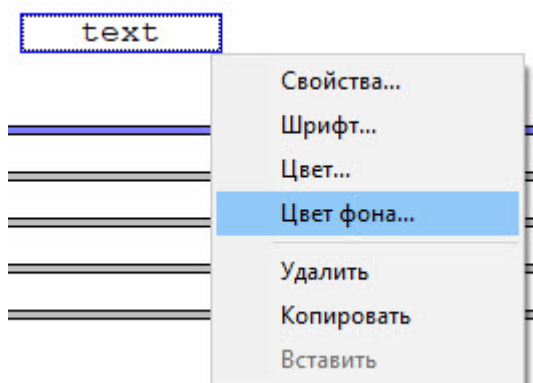 text
Свойства...
Шрифт...
Цвет...
Цвет фона...
Удалить
Копировать
Вставить